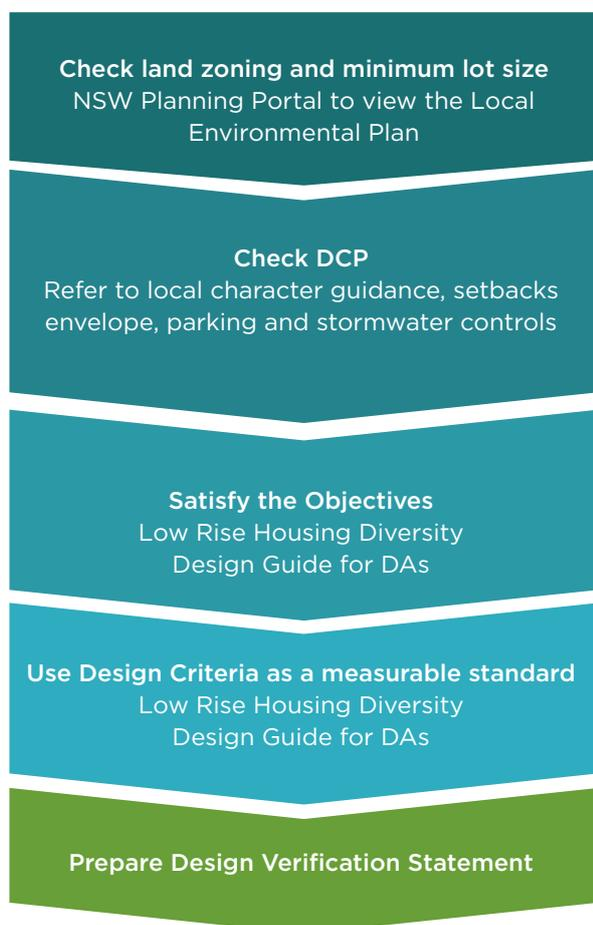 Check land zoning and minimum lot size
NSW Planning Portal to view the Local
Environmental Plan
Check DCP
Refer to local character guidance, setbacks
envelope, parking and stormwater controls
Satisfy the Objectives
Low Rise Housing Diversity
Design Guide for DAs
Use Design Criteria as a measurable standard
Low Rise Housing Diversity
Design Guide for DAs
Prepare Design Verification Statement